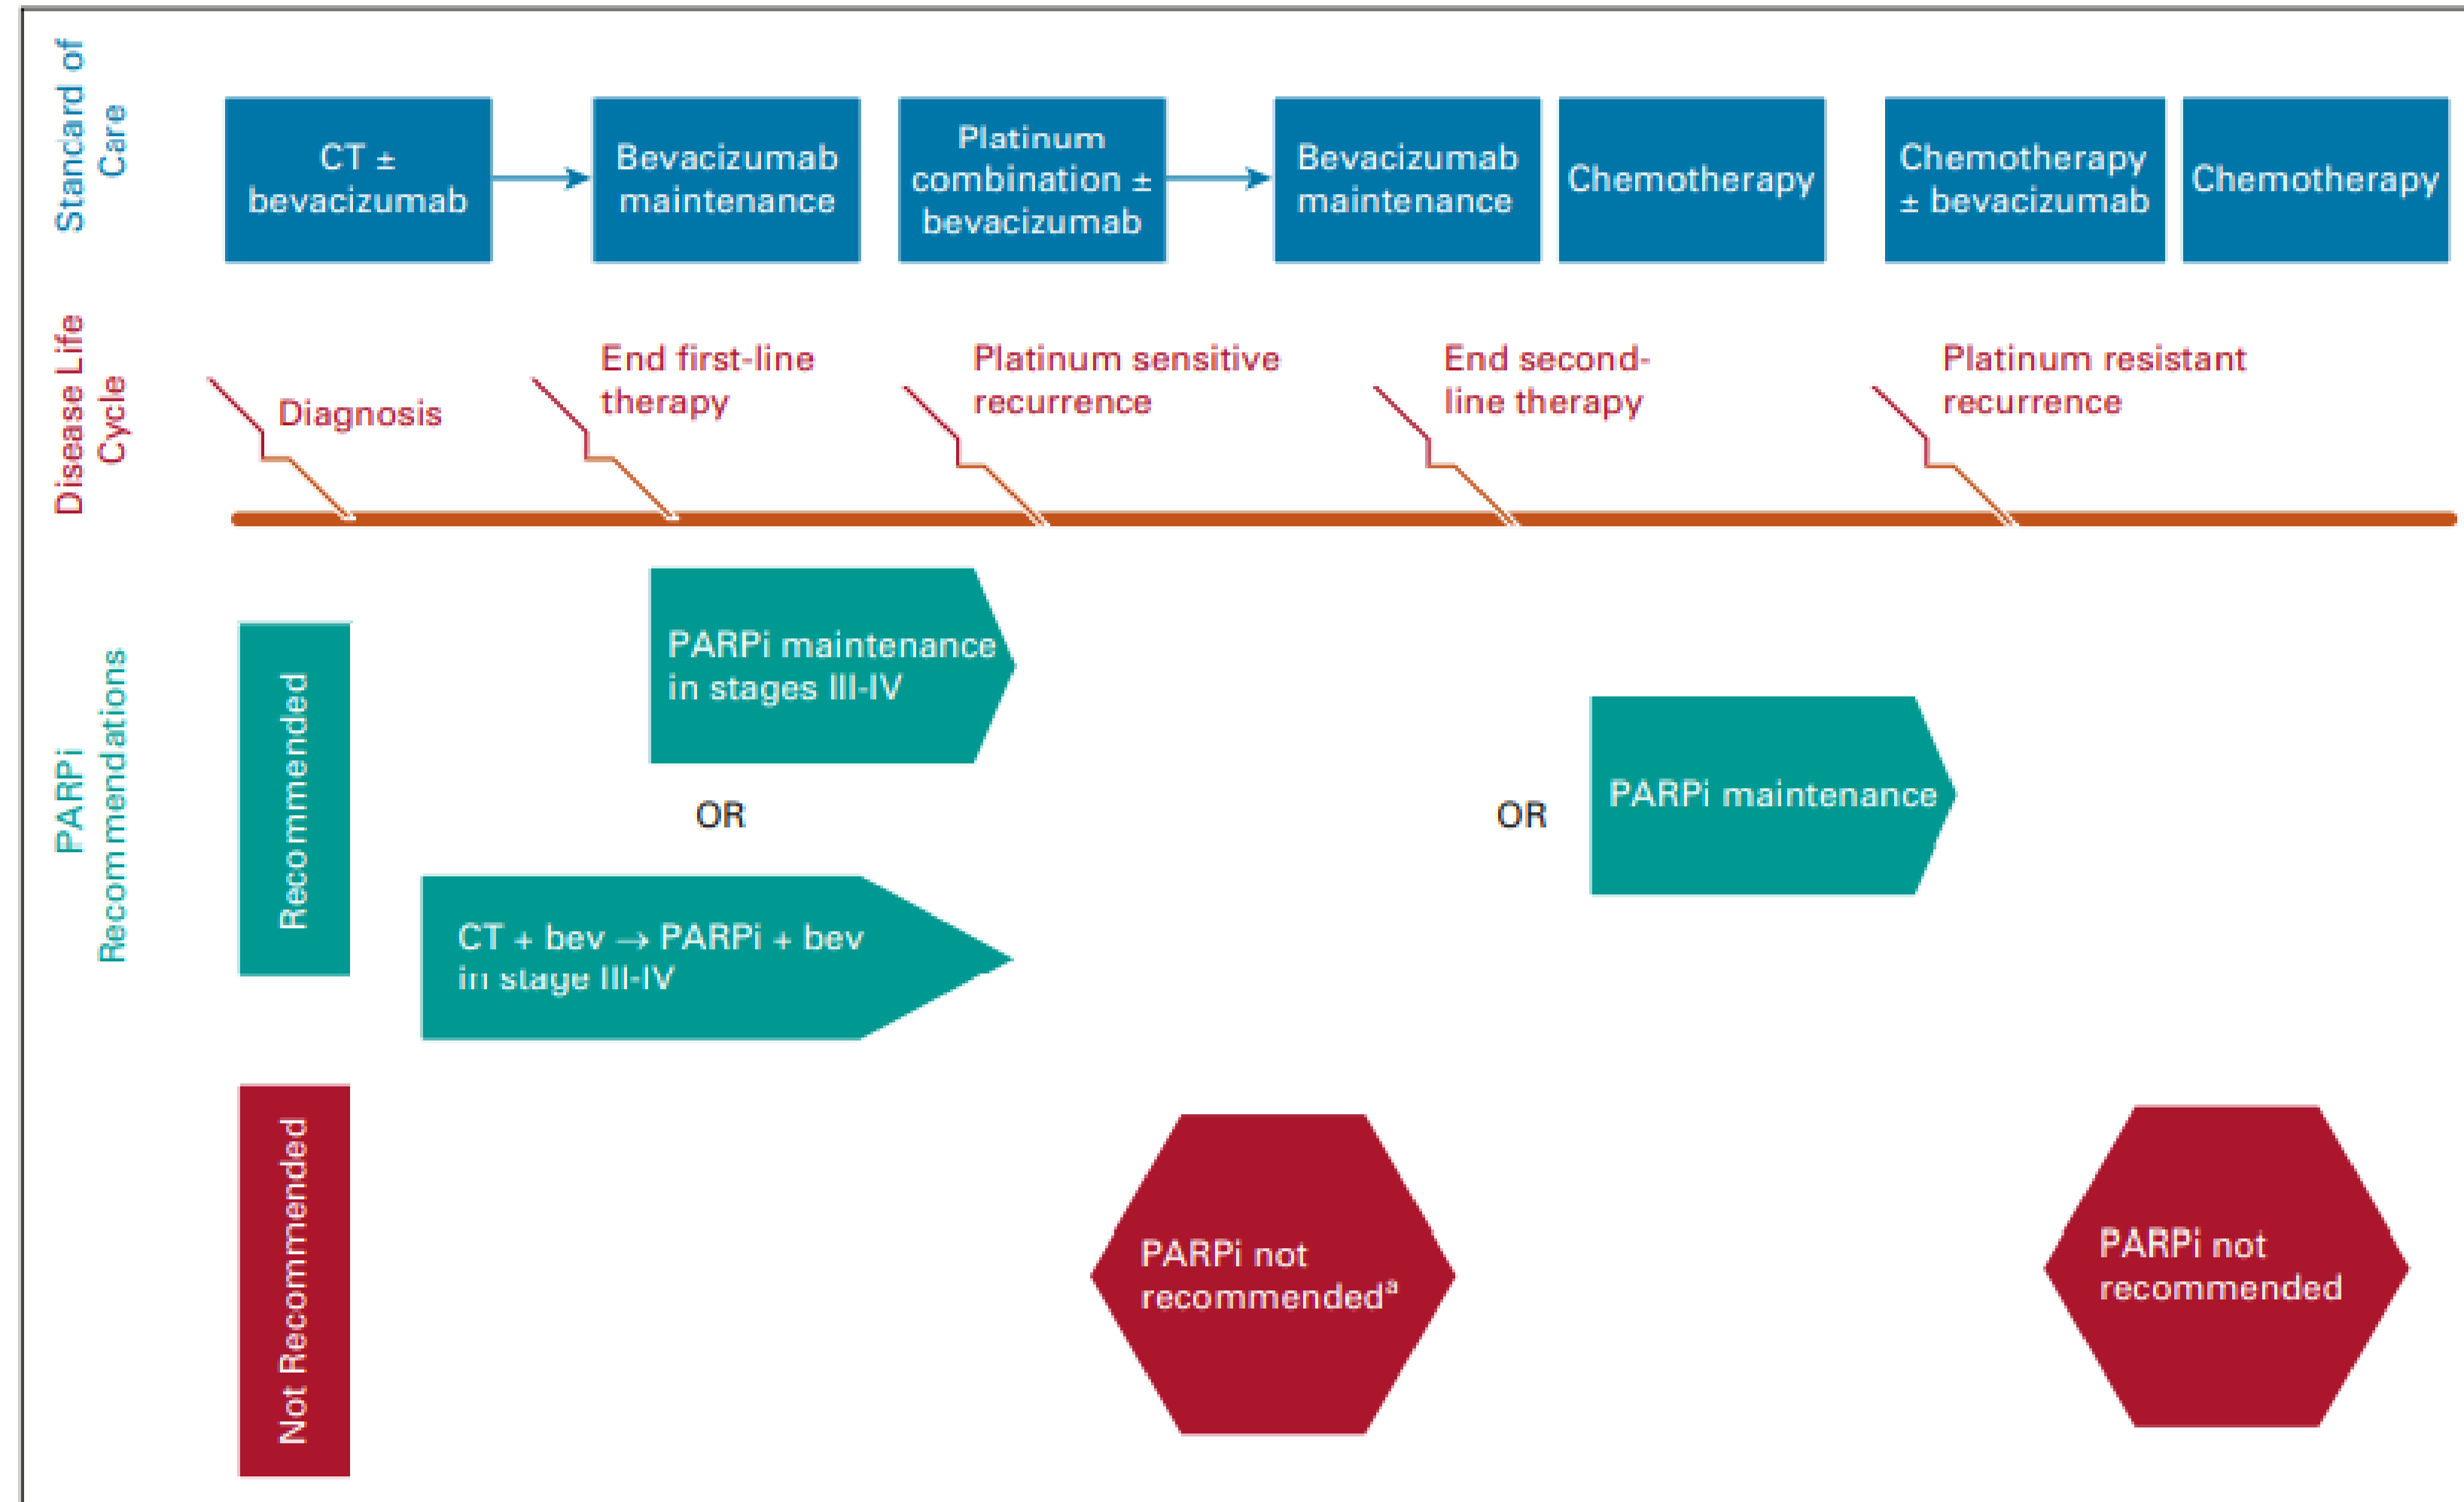 Standard of
Care
CT ±
bevacizumab
Bevacizumab
maintenance
Platinum
combination ±
bevacizumab
Bevacizumab
maintenance
Chemotherapy
Chemotherapy
± bevacizumab
Chemotherapy
Disease Life
Cycle
Diagnosis
End first-line
therapy
Platinum sensitive
recurrence
End second-
line therapy
Platinum resistant
recurrence
PARPi
Recommendations
Recommended
PARPi maintenance
in stages III-IV
OR
CT + bev → PARPi + bev
in stage III-IV
OR
PARPi maintenance
Not Recommended
PARPi not
recommendedᵃ
PARPi not
recommended